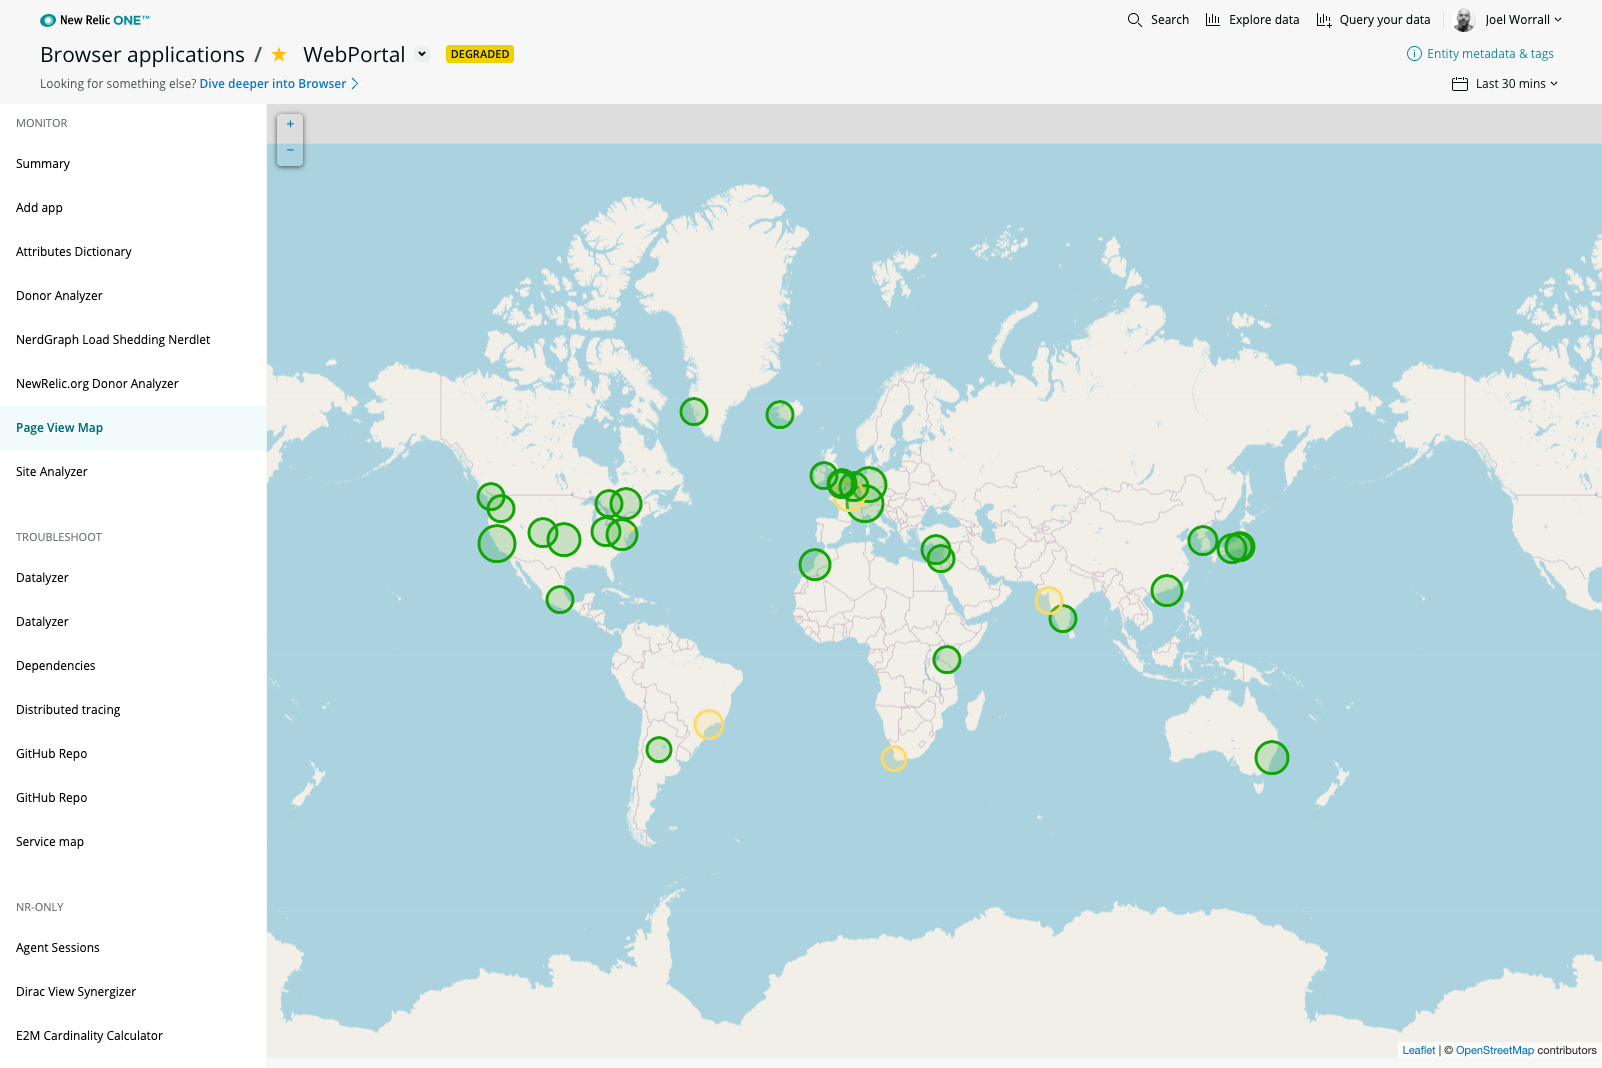 New Relic ONE™
Search
Explore data
Query your data
Joel Worrall
Browser applications / WebPortal
DEGRADED
Entity metadata & tags
Looking for something else? Dive deeper into Browser
Last 30 mins
MONITOR
Summary
Add app
Attributes Dictionary
Donor Analyzer
NerdGraph Load Shedding Nerdlet
NewRelic.org Donor Analyzer
Page View Map
Site Analyzer
TROUBLESHOOT
Datalyzer
Datalyzer
Dependencies
Distributed tracing
GitHub Repo
GitHub Repo
Service map
NR-ONLY
Agent Sessions
Dirac View Synergizer
E2M Cardinality Calculator
+
−
Leaflet | © OpenStreetMap contributors